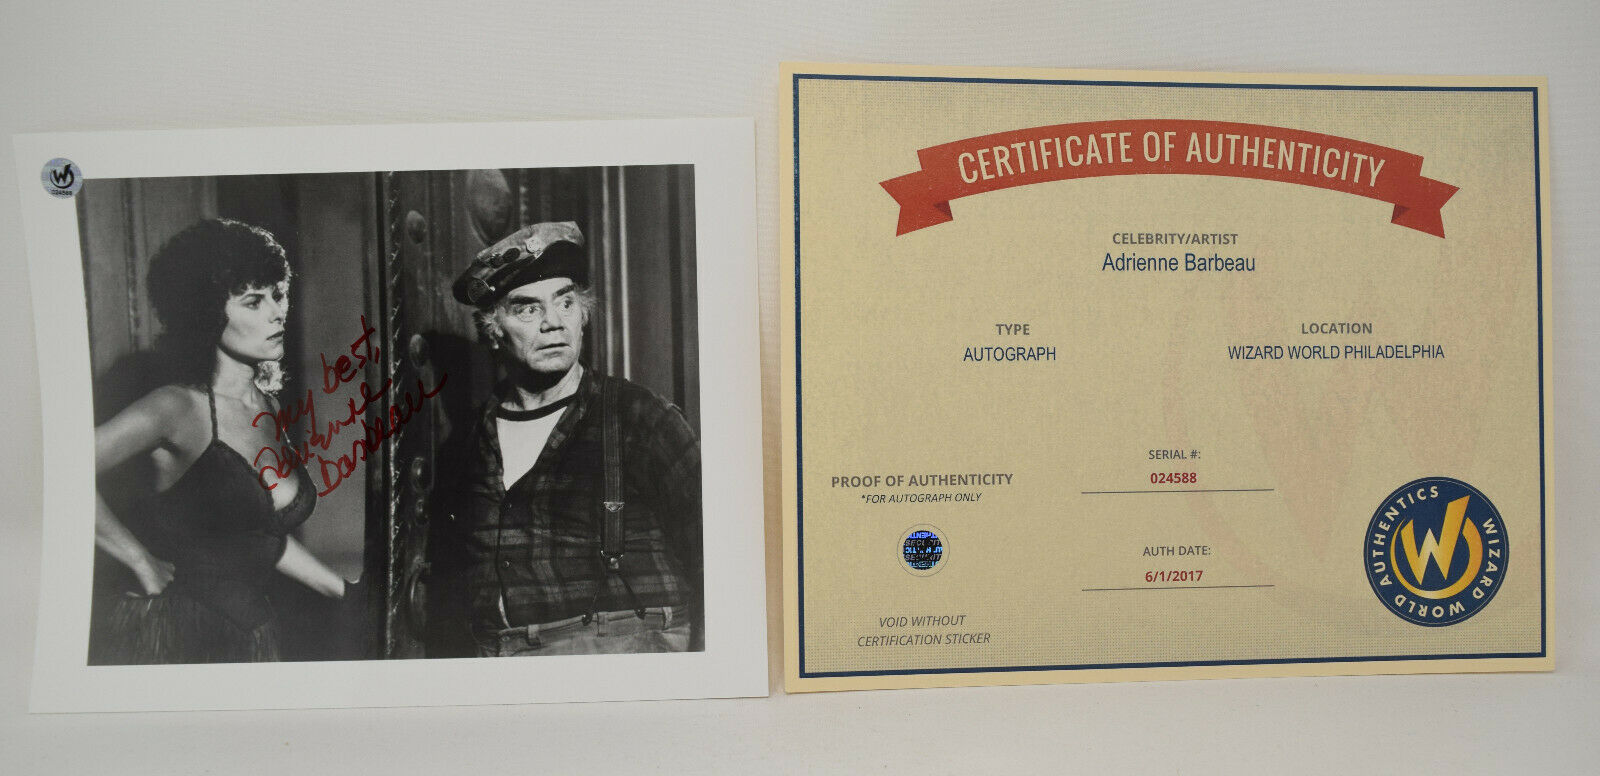 W
024588
My best,
Adrienne
Barbeau
CERTIFICATE OF AUTHENTICITY
CELEBRITY/ARTIST
Adrienne Barbeau
TYPE
AUTOGRAPH
LOCATION
WIZARD WORLD PHILADELPHIA
PROOF OF AUTHENTICITY
*FOR AUTOGRAPH ONLY
SERIAL #:
024588
AUTH DATE:
6/1/2017
VOID WITHOUT
CERTIFICATION STICKER
W
AUTHENTICS WIZARD WORLD